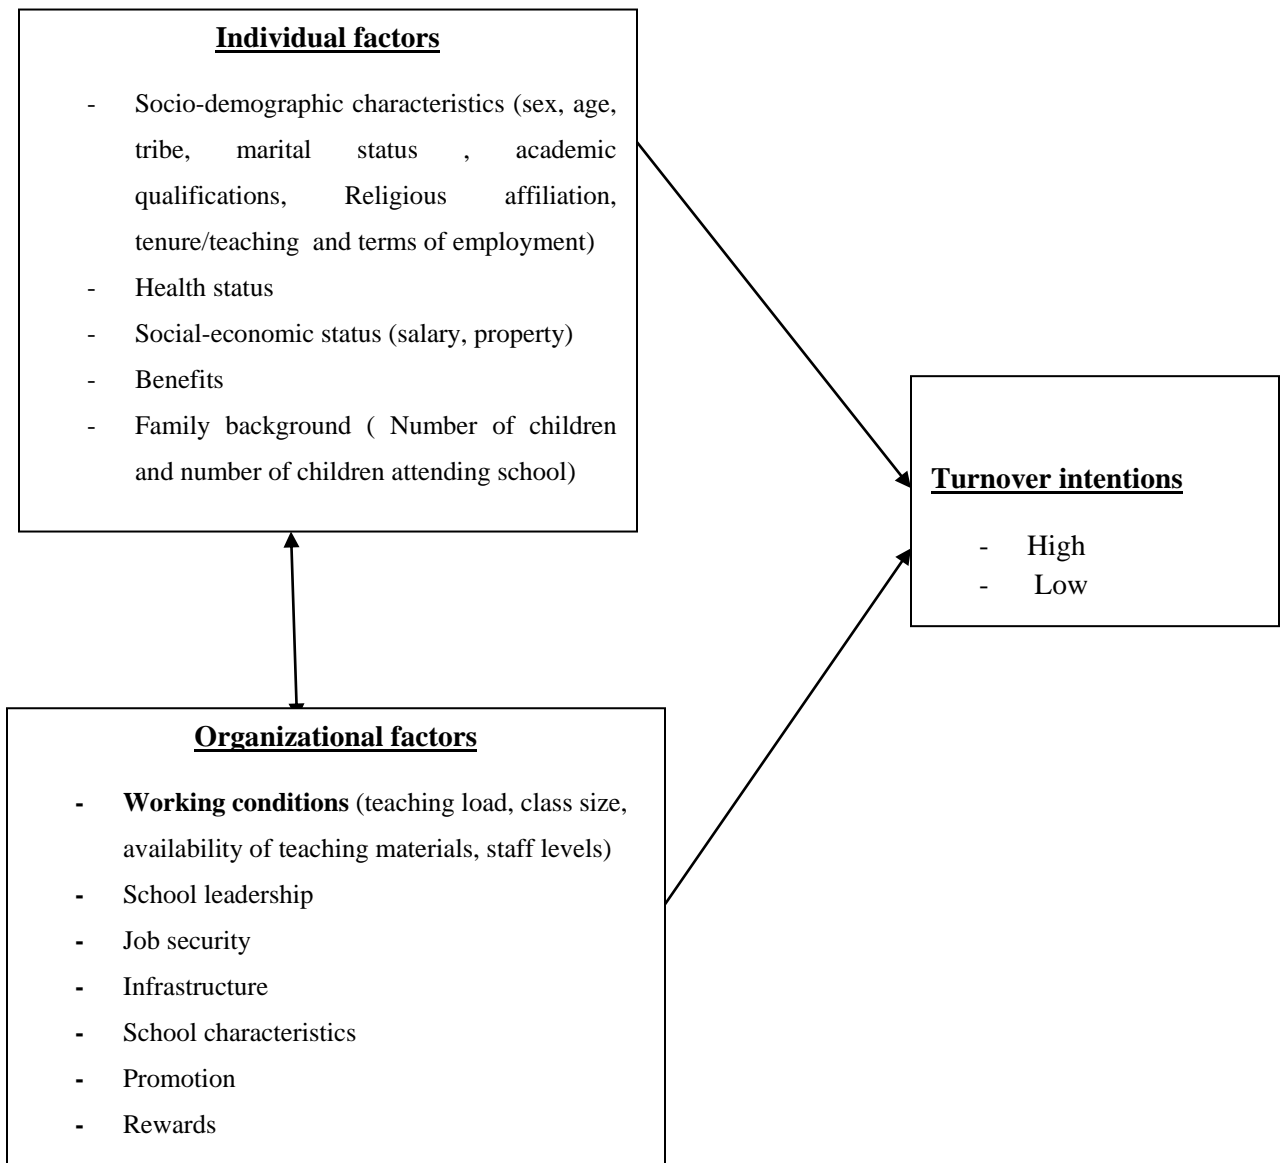 Individual factors
- Socio-demographic characteristics (sex, age,
tribe, marital status , academic
qualifications, Religious affiliation,
tenure/teaching and terms of employment)
- Health status
- Social-economic status (salary, property)
- Benefits
- Family background ( Number of children
and number of children attending school)
Turnover intentions
- High
- Low
Organizational factors
- Working conditions (teaching load, class size,
availability of teaching materials, staff levels)
- School leadership
- Job security
- Infrastructure
- School characteristics
- Promotion
- Rewards